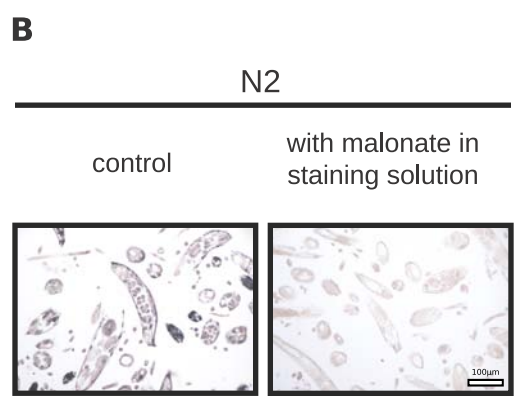 B
N2
control
with malonate in
staining solution
100μm